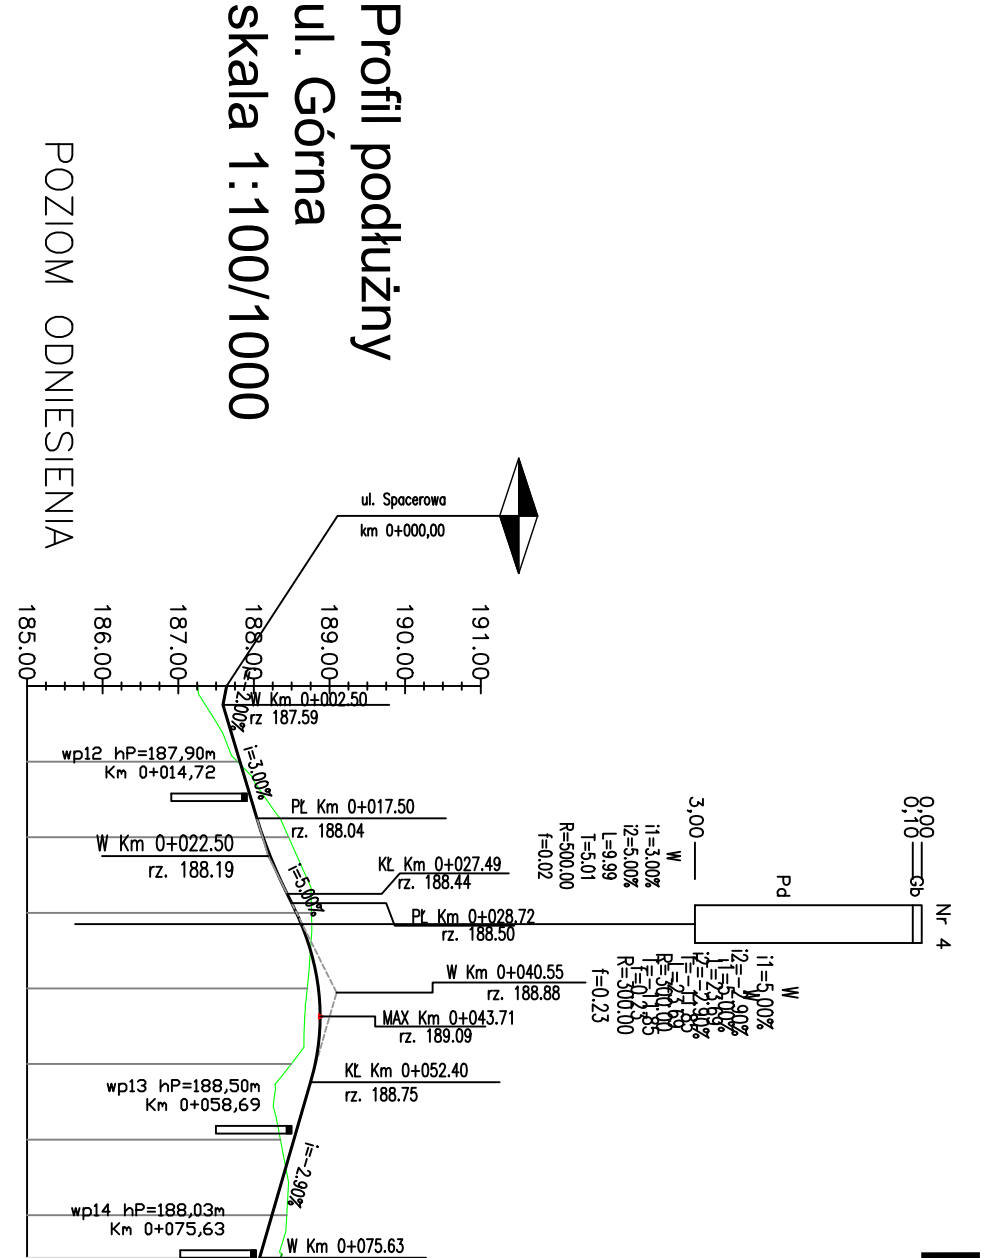 Profil podłużny
ul. Górna
skala 1:100/1000
POZIOM ODNIESIENIA
ul. Spacerowa
km 0+000,00
191.00
190.00
189.00
188.00
187.00
186.00
185.00
W Km 0+002.50
rz 187.59
i=3.00%
wp12 hP=187,90m
Km 0+014,72
PŁ Km 0+017.50
rz. 188.04
W Km 0+022.50
rz. 188.19
i=5.00%
KŁ Km 0+027.49
rz. 188.44
PŁ Km 0+028.72
rz. 188.50
W
i1=3.00%
i2=5.00%
L=9.99
T=5.01
R=500.00
f=0.02
0,00
0,10
3,00
Gb
Pd
Nr 4
W
i1=5.00%
R=300.00
f=0.23
W Km 0+040.55
rz. 188.88
MAX Km 0+043.71
rz. 189.09
KŁ Km 0+052.40
rz. 188.75
wp13 hP=188,50m
Km 0+058,69
i=-2.90%
wp14 hP=188,03m
Km 0+075,63
W Km 0+075.63